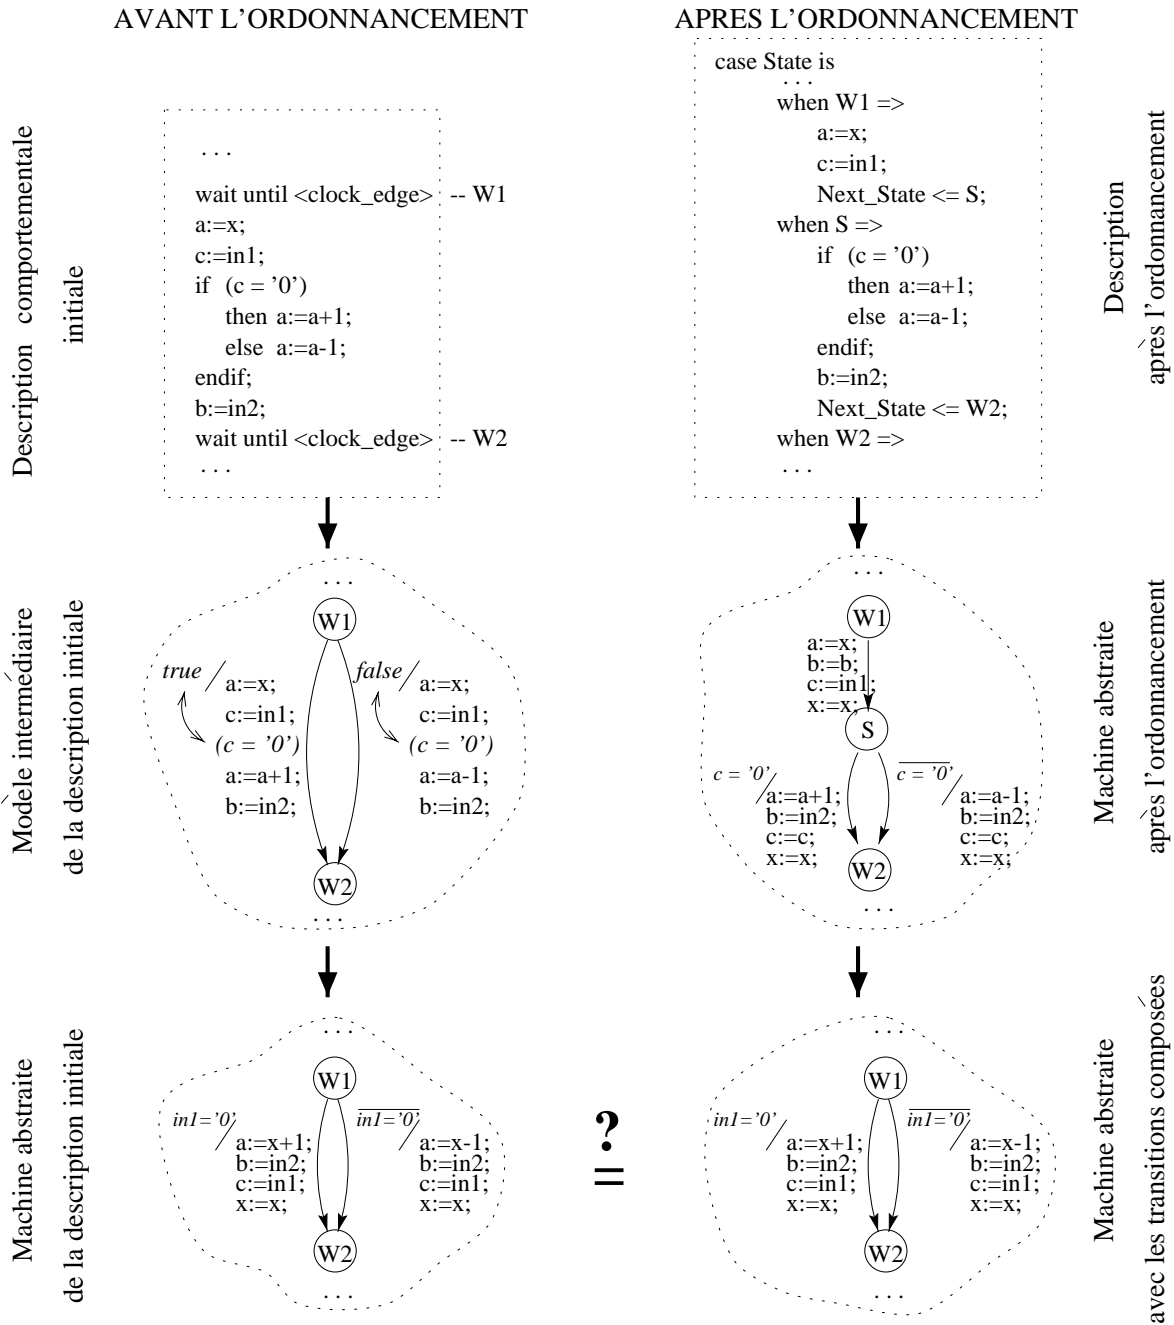 AVANT L'ORDONNANCEMENT
APRES L'ORDONNANCEMENT
Description comportementale
initiale
. . .
wait until <clock_edge> -- W1
a:=x;
c:=in1;
if (c = '0')
then a:=a+1;
else a:=a-1;
endif;
b:=in2;
wait until <clock_edge> -- W2
. . .
case State is
. . .
when W1 =>
a:=x;
c:=in1;
Next_State <= S;
when S =>
if (c = '0')
then a:=a+1;
else a:=a-1;
endif;
b:=in2;
Next_State <= W2;
when W2 =>
. . .
Description
après l'ordonnancement
Modèle intermédiaire
de la description initiale
. . .
W1
true / a:=x;
c:=in1;
(c = '0')
a:=a+1;
b:=in2;
false / a:=x;
c:=in1;
(c = '0')
a:=a-1;
b:=in2;
W2
. . .
. . .
W1
a:=x;
b:=b;
c:=in1;
x:=x;
S
c = '0' / a:=a+1;
b:=in2;
c:=c;
x:=x;
c = '0' / a:=a-1;
b:=in2;
c:=c;
x:=x;
W2
. . .
Machine abstraite
après l'ordonnancement
Machine abstraite
de la description initiale
. . .
W1
in1='0' / a:=x+1;
b:=in2;
c:=in1;
x:=x;
in1='0' / a:=x-1;
b:=in2;
c:=in1;
x:=x;
W2
. . .
?
=
. . .
W1
in1='0' / a:=x+1;
b:=in2;
c:=in1;
x:=x;
in1='0' / a:=x-1;
b:=in2;
c:=in1;
x:=x;
W2
. . .
Machine abstraite
avec les transitions composées